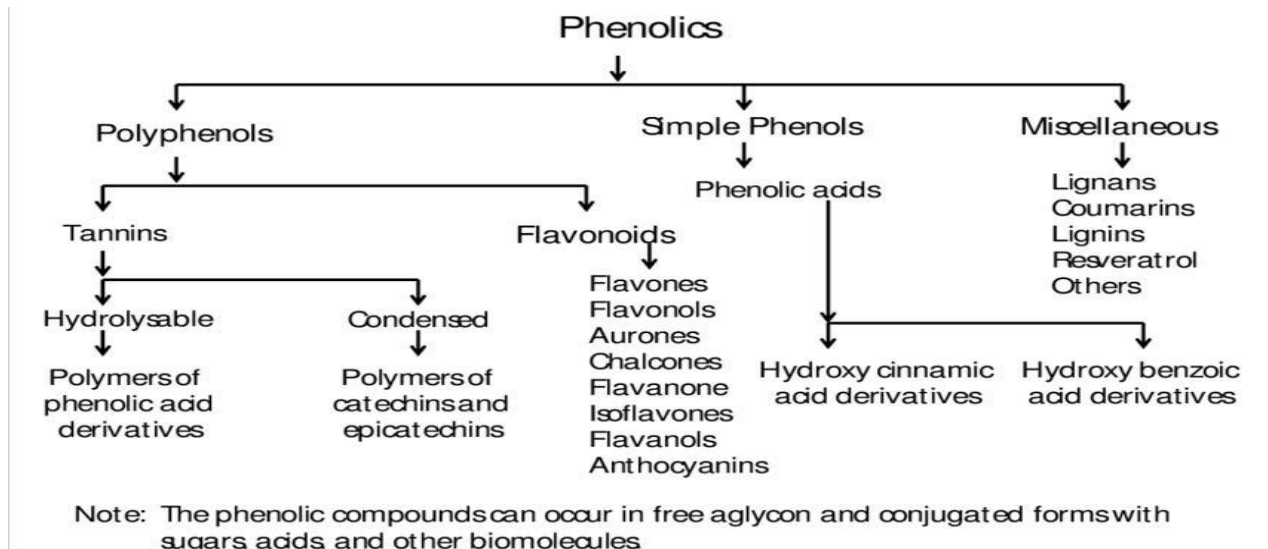 Phenolics
Polyphenols
Simple Phenols
Miscellaneous
Tannins
Flavonoids
Phenolic acids
Lignans
Coumarins
Lignins
Resveratrol
Others
Hydrolysable
Condensed
Flavones
Flavonols
Aurones
Chalcones
Flavanone
Isoflavones
Flavanols
Anthocyanins
Polymers of
phenolic acid
derivatives
Polymers of
catechins and
epicatechins
Hydroxy cinnamic
acid derivatives
Hydroxy benzoic
acid derivatives
Note: The phenolic compounds can occur in free aglycon and conjugated forms with
sugars, acids, and other biomolecules